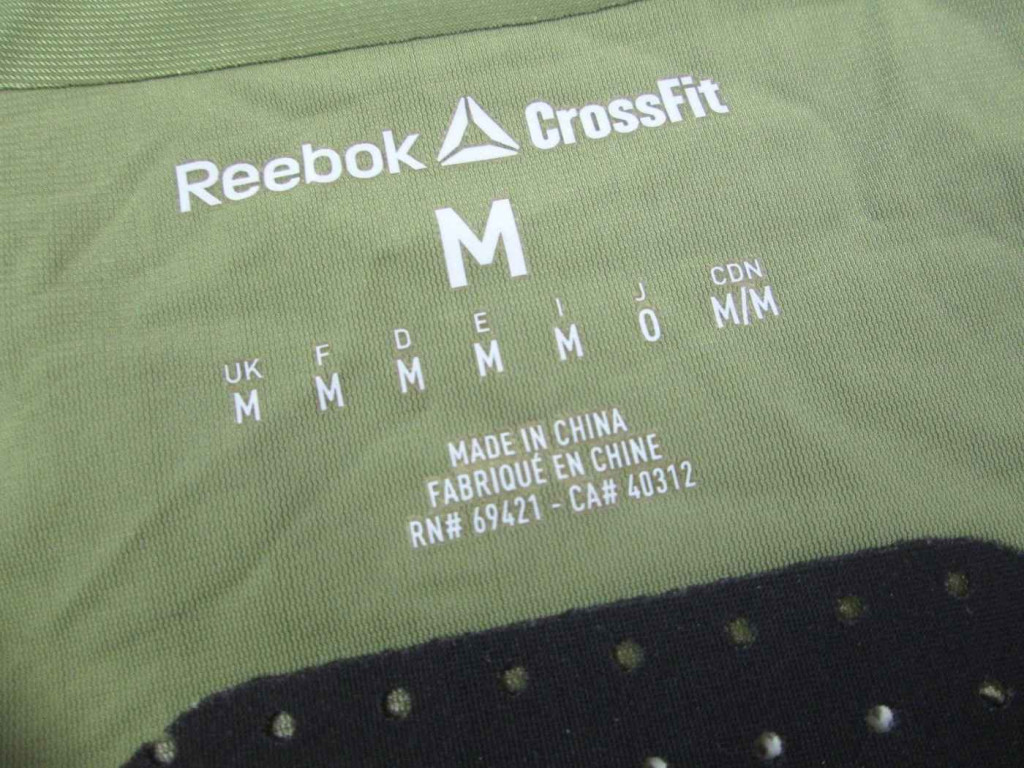 Reebok CrossFit
M
UK F D E I J CDN
M M M M M O M/M
MADE IN CHINA
FABRIQUÉ EN CHINE
RN# 69421 - CA# 40312